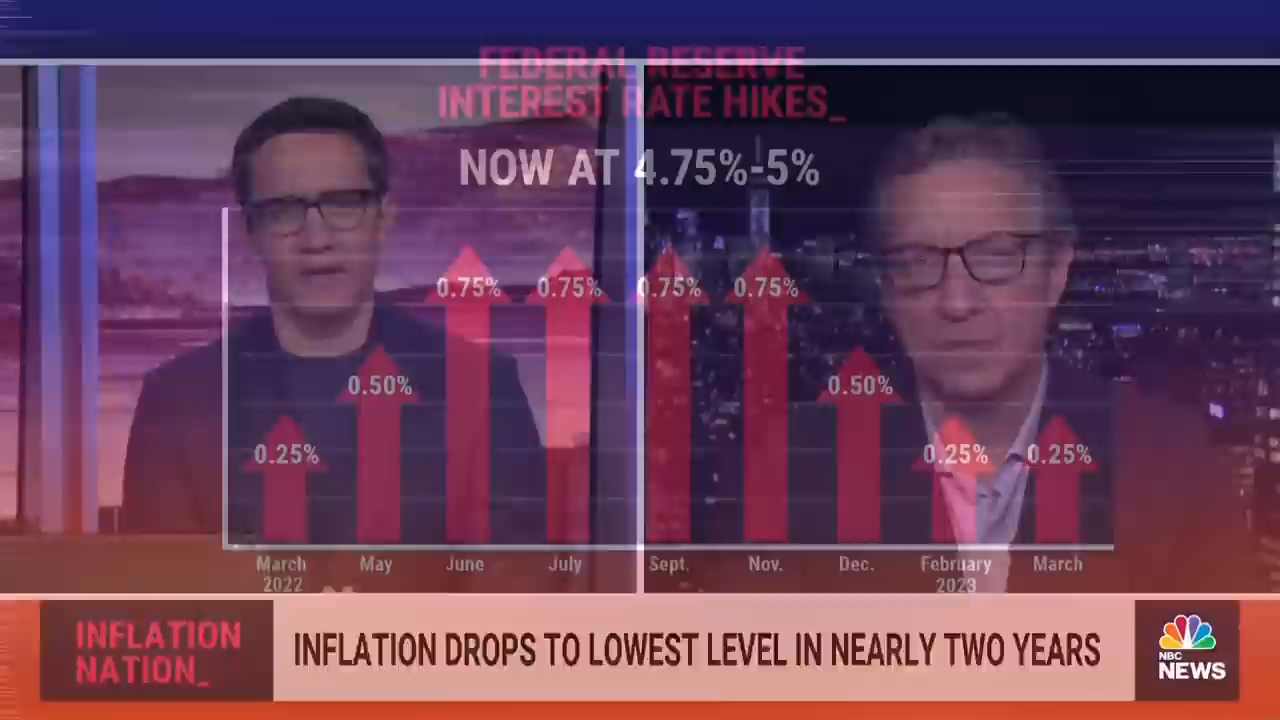 FEDERAL RESERVE
INTEREST RATE HIKES_
NOW AT 4.75%-5%
0.75% 0.75% 0.75% 0.75%
0.50% 0.50%
0.25% 0.25% 0.25%
March May June July Sept. Nov. Dec. February March
2022 2023
INFLATION
NATION_
INFLATION DROPS TO LOWEST LEVEL IN NEARLY TWO YEARS
NBC
NEWS